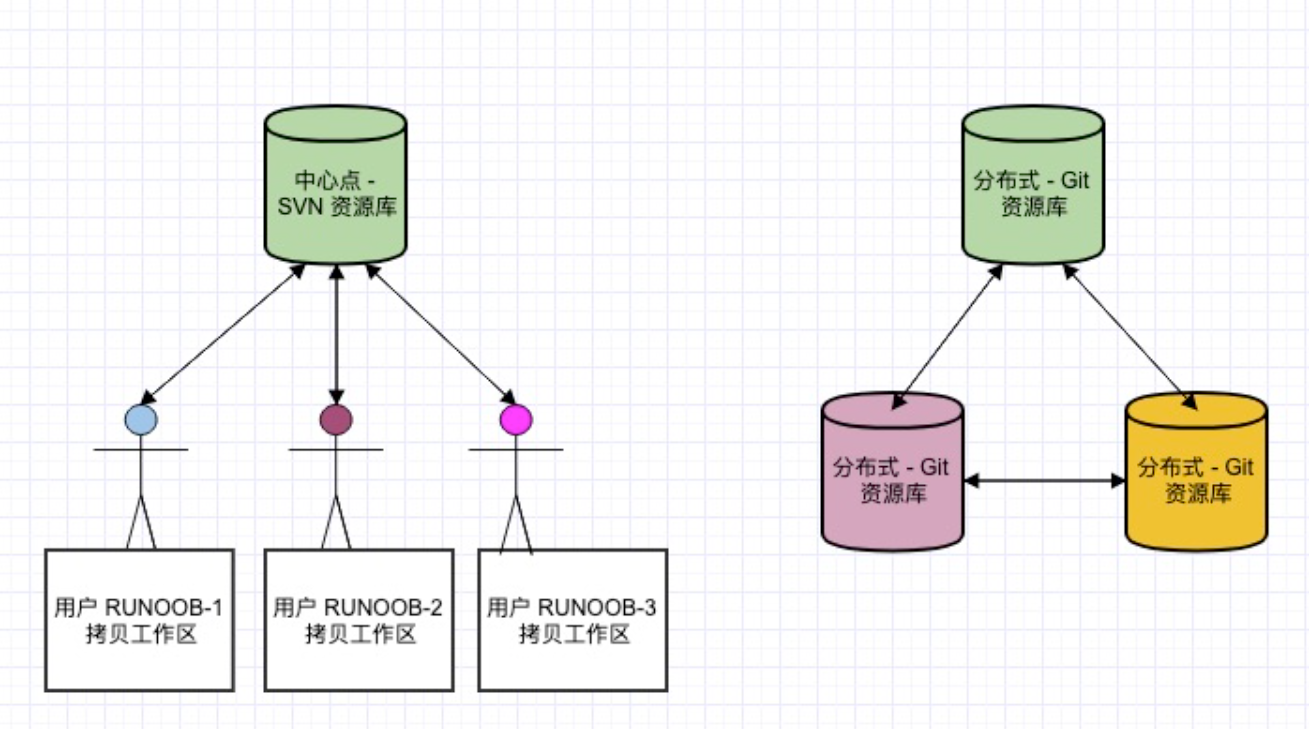 中心点 -
SVN 资源库
分布式 - Git
资源库
分布式 - Git
资源库
分布式 - Git
资源库
用户 RUNOOB-1
拷贝工作区
用户 RUNOOB-2
拷贝工作区
用户 RUNOOB-3
拷贝工作区